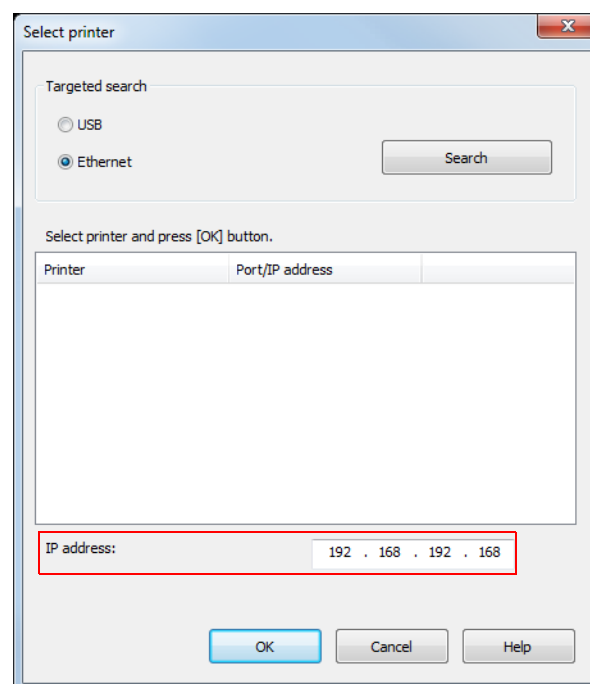 Select printer
Targeted search
USB
Ethernet
Search
Select printer and press [OK] button.
Printer Port/IP address
IP address: 192 . 168 . 192 . 168
OK Cancel Help